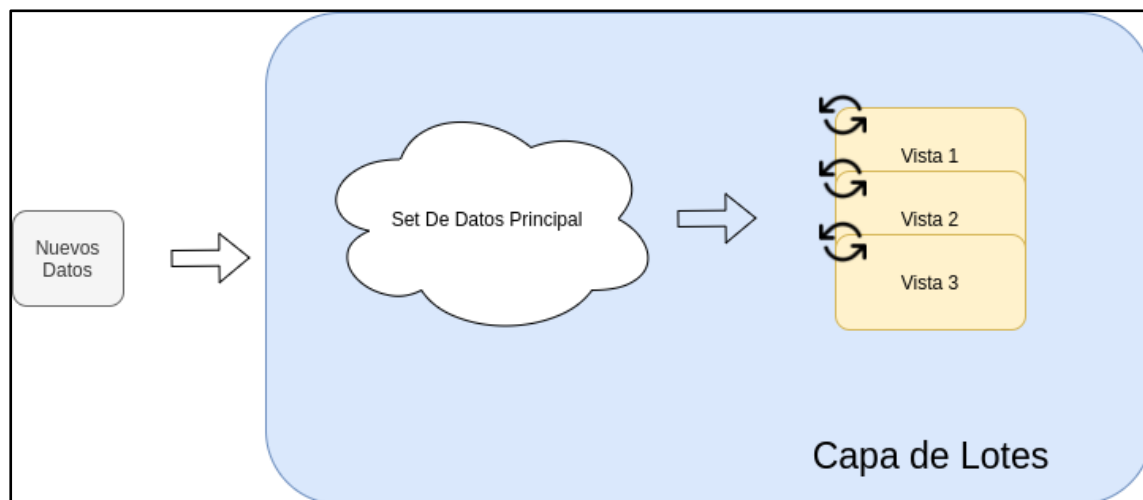 Nuevos
Datos
Set De Datos Principal
Vista 1
Vista 2
Vista 3
Capa de Lotes